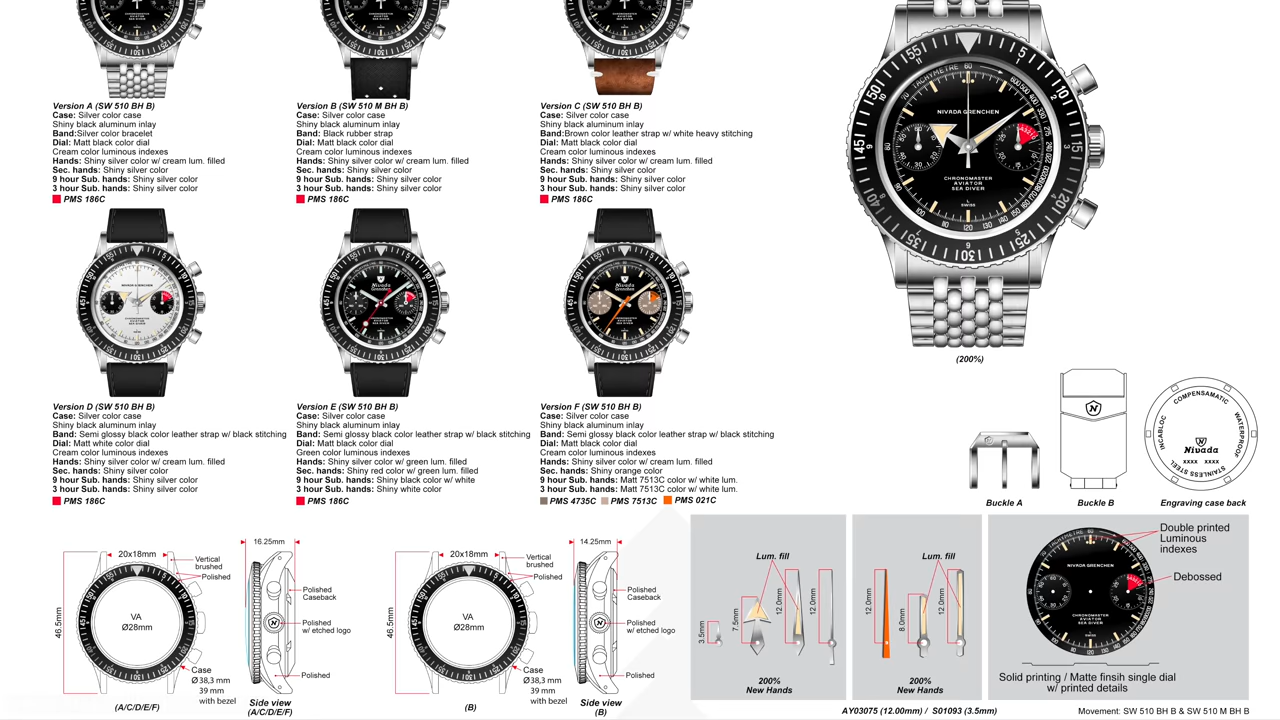 Version A (SW 510 BH B)
Case: Silver color case
Shiny black aluminum inlay
Band:Silver color bracelet
Dial: Matt black color dial
Cream color luminous indexes
Hands: Shiny silver color w/ cream lum. filled
Sec. hands: Shiny silver color
9 hour Sub. hands: Shiny silver color
3 hour Sub. hands: Shiny silver color
PMS 186C
Version B (SW 510 M BH B)
Case: Silver color case
Shiny black aluminum inlay
Band: Black rubber strap
Dial: Matt black color dial
Cream color luminous indexes
Hands: Shiny silver color w/ cream lum. filled
Sec. hands: Shiny silver color
9 hour Sub. hands: Shiny silver color
3 hour Sub. hands: Shiny silver color
PMS 186C
Version C (SW 510 BH B)
Case: Silver color case
Shiny black aluminum inlay
Band:Brown color leather strap w/ white heavy stitching
Dial: Matt black color dial
Cream color luminous indexes
Hands: Shiny silver color w/ cream lum. filled
Sec. hands: Shiny silver color
9 hour Sub. hands: Shiny silver color
3 hour Sub. hands: Shiny silver color
PMS 186C
TACHYMETRE
NIVADA GRENCHEN
CHRONOMASTER
AVIATOR
SEA DIVER
SWISS
(200%)
Version D (SW 510 BH B)
Case: Silver color case
Shiny black aluminum inlay
Band: Semi glossy black color leather strap w/ black stitching
Dial: Matt white color dial
Cream color luminous indexes
Hands: Shiny silver color w/ cream lum. filled
Sec. hands: Shiny silver color
9 hour Sub. hands: Shiny silver color
3 hour Sub. hands: Shiny silver color
PMS 186C
Nivada
Grenchen
Version E (SW 510 BH B)
Case: Silver color case
Shiny black aluminum inlay
Band: Semi glossy black color leather strap w/ black stitching
Dial: Matt black color dial
Green color luminous indexes
Hands: Shiny silver color w/ green lum. filled
Sec. hands: Shiny red color w/ green lum. filled
9 hour Sub. hands: Shiny black color w/ white
3 hour Sub. hands: Shiny white color
PMS 186C
Nivada
Grenchen
Version F (SW 510 BH B)
Case: Silver color case
Shiny black aluminum inlay
Band: Semi glossy black color leather strap w/ black stitching
Dial: Matt black color dial
Cream color luminous indexes
Hands: Shiny silver color w/ cream lum. filled
Sec. hands: Shiny orange color
9 hour Sub. hands: Matt 7513C color w/ white lum.
3 hour Sub. hands: Matt 7513C color w/ white lum.
PMS 4735C PMS 7513C PMS 021C
Buckle A
Buckle B
COMPENSAMATIC
WATERPROOF
STAINLESS STEEL
INCABLOC
Nivada
xxxx xxxx
Engraving case back
20x18mm
46.5mm
Vertical
brushed
Polished
VA
Ø28mm
Case
Ø 38,3 mm
39 mm
with bezel
(A/C/D/E/F)
16.25mm
Polished
Caseback
Polished
w/ etched logo
Polished
Side view
(A/C/D/E/F)
20x18mm
46.5mm
Vertical
brushed
Polished
VA
Ø28mm
Case
Ø 38,3 mm
39 mm
with bezel
(B)
14.25mm
Polished
Caseback
Polished
w/ etched logo
Polished
Side view
(B)
Lum. fill
3.5mm
7.5mm
12.0mm
12.0mm
200%
New Hands
Lum. fill
12.0mm
8.0mm
12.0mm
200%
New Hands
AY03075 (12.00mm) / S01093 (3.5mm)
Double printed
Luminous
indexes
Debossed
NIVADA GRENCHEN
CHRONOMASTER
AVIATOR
SEA DIVER
Solid printing / Matte finsih single dial
w/ printed details
Movement: SW 510 BH B & SW 510 M BH B